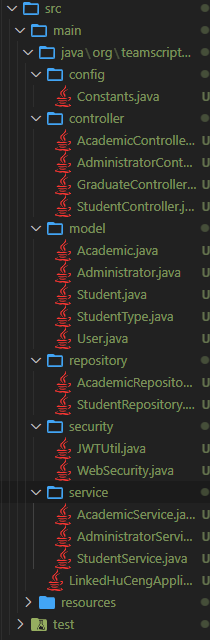 src
main
java\org\teamscript...
config
Constants.java U
controller
AcademicControlle... U
AdministratorCont... U
GraduateController... U
StudentController.j... U
model
Academic.java U
Administrator.java U
Student.java U
StudentType.java U
User.java U
repository
AcademicReposito... U
StudentRepository.... U
security
JWTUtil.java U
WebSecurity.java U
service
AcademicService.ja... U
AdministratorServi... U
StudentService.java U
LinkedHuCengAppli... U
resources
test